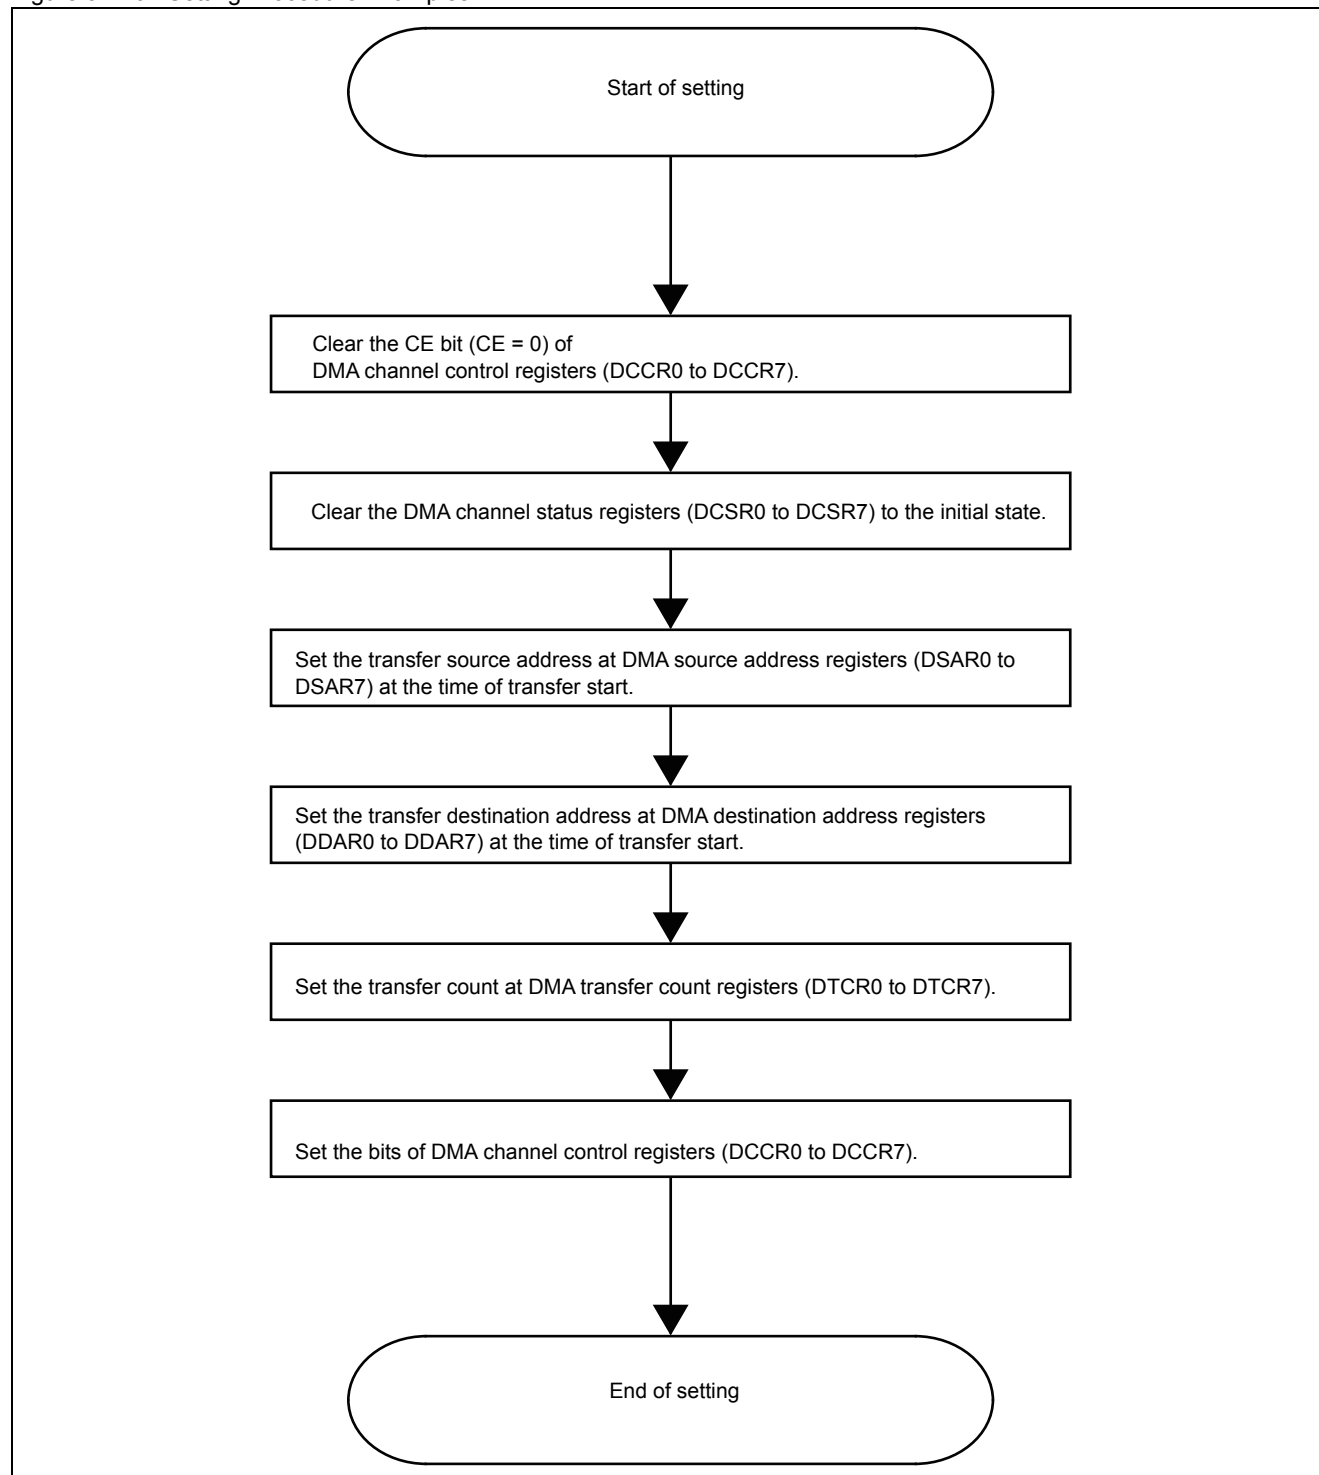 Start of setting
Clear the CE bit (CE = 0) of
DMA channel control registers (DCCR0 to DCCR7).
Clear the DMA channel status registers (DCSR0 to DCSR7) to the initial state.
Set the transfer source address at DMA source address registers (DSAR0 to
DSAR7) at the time of transfer start.
Set the transfer destination address at DMA destination address registers
(DDAR0 to DDAR7) at the time of transfer start.
Set the transfer count at DMA transfer count registers (DTCR0 to DTCR7).
Set the bits of DMA channel control registers (DCCR0 to DCCR7).
End of setting